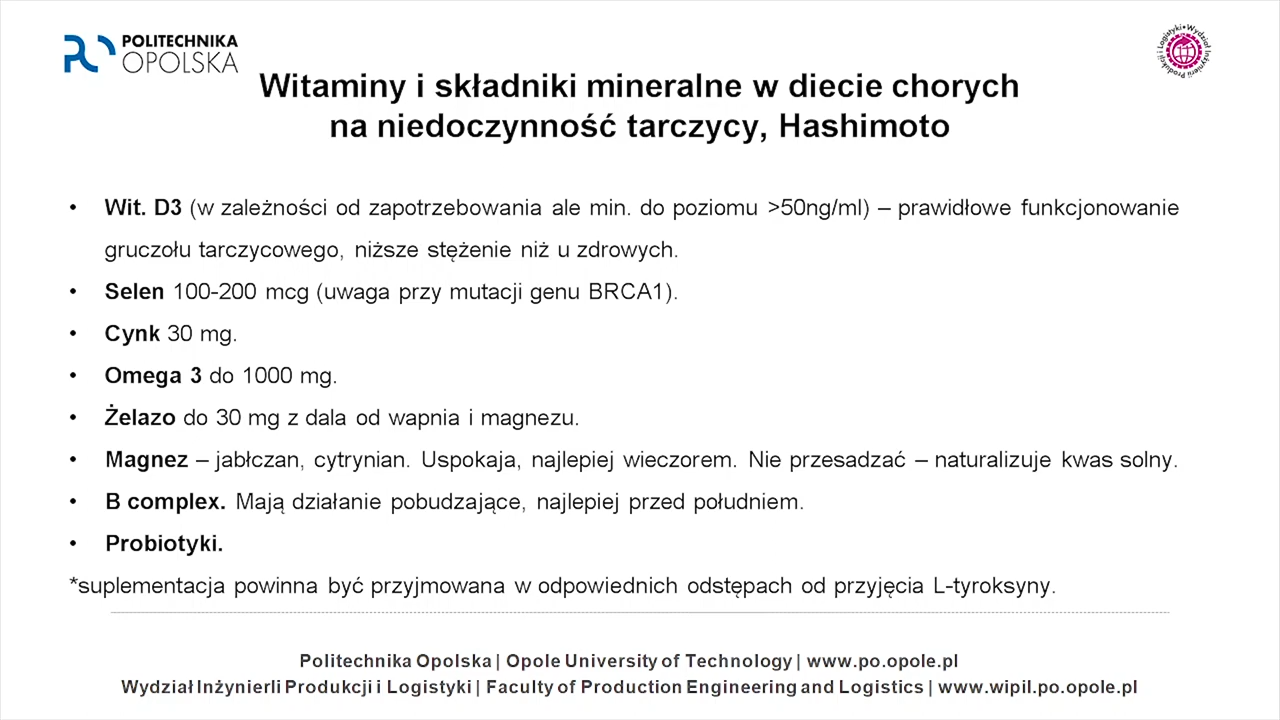 POLITECHNIKA
OPOLSKA
Wydział Inżynierii Produkcji i Logistyki
Witaminy i składniki mineralne w diecie chorych
na niedoczynność tarczycy, Hashimoto
• Wit. D3 (w zależności od zapotrzebowania ale min. do poziomu >50ng/ml) – prawidłowe funkcjonowanie
gruczołu tarczycowego, niższe stężenie niż u zdrowych.
• Selen 100-200 mcg (uwaga przy mutacji genu BRCA1).
• Cynk 30 mg.
• Omega 3 do 1000 mg.
• Żelazo do 30 mg z dala od wapnia i magnezu.
• Magnez – jabłczan, cytrynian. Uspokaja, najlepiej wieczorem. Nie przesadzać – naturalizuje kwas solny.
• B complex. Mają działanie pobudzające, najlepiej przed południem.
• Probiotyki.
*suplementacja powinna być przyjmowana w odpowiednich odstępach od przyjęcia L-tyroksyny.
Politechnika Opolska | Opole University of Technology | www.po.opole.pl
Wydział Inżynierli Produkcji i Logistyki | Faculty of Production Engineering and Logistics | www.wipil.po.opole.pl